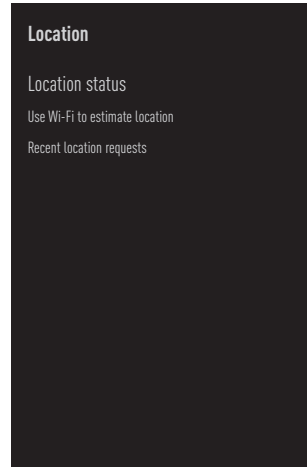 Location
Location status
Use Wi-Fi to estimate location
Recent location requests